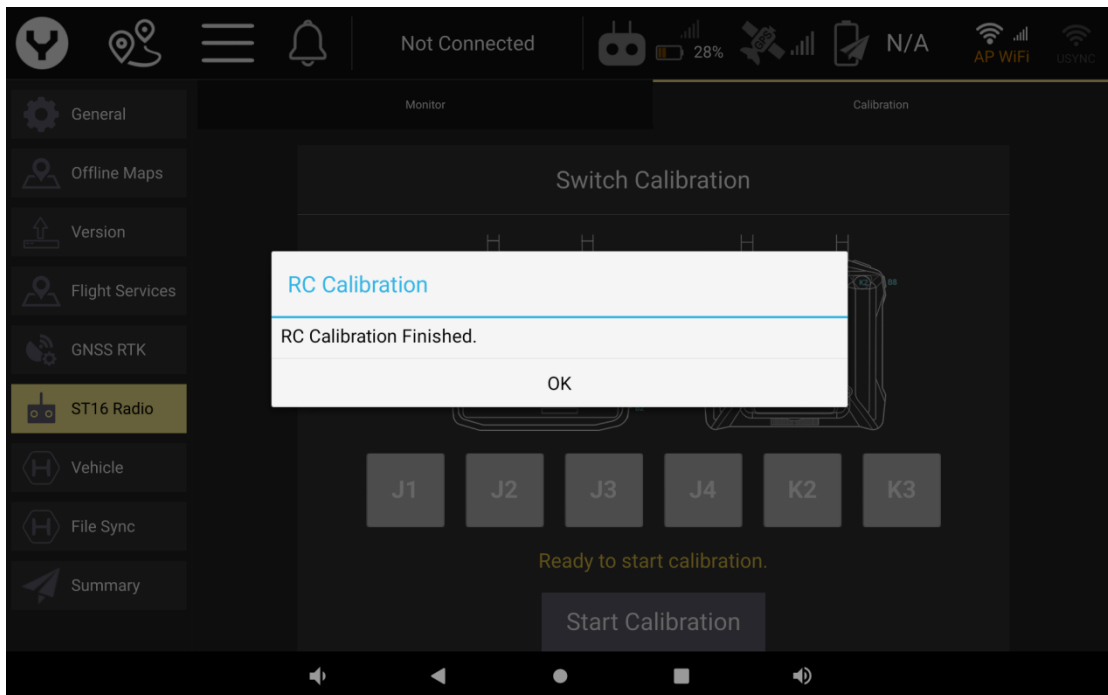 Not Connected
28%
N/A
AP WiFi
USYNC
General
Offline Maps
Version
Flight Services
GNSS RTK
ST16 Radio
Vehicle
File Sync
Summary
Monitor
Calibration
Switch Calibration
K2
RC Calibration
RC Calibration Finished.
OK
J1
J2
J3
J4
K2
K3
Ready to start calibration.
Start Calibration